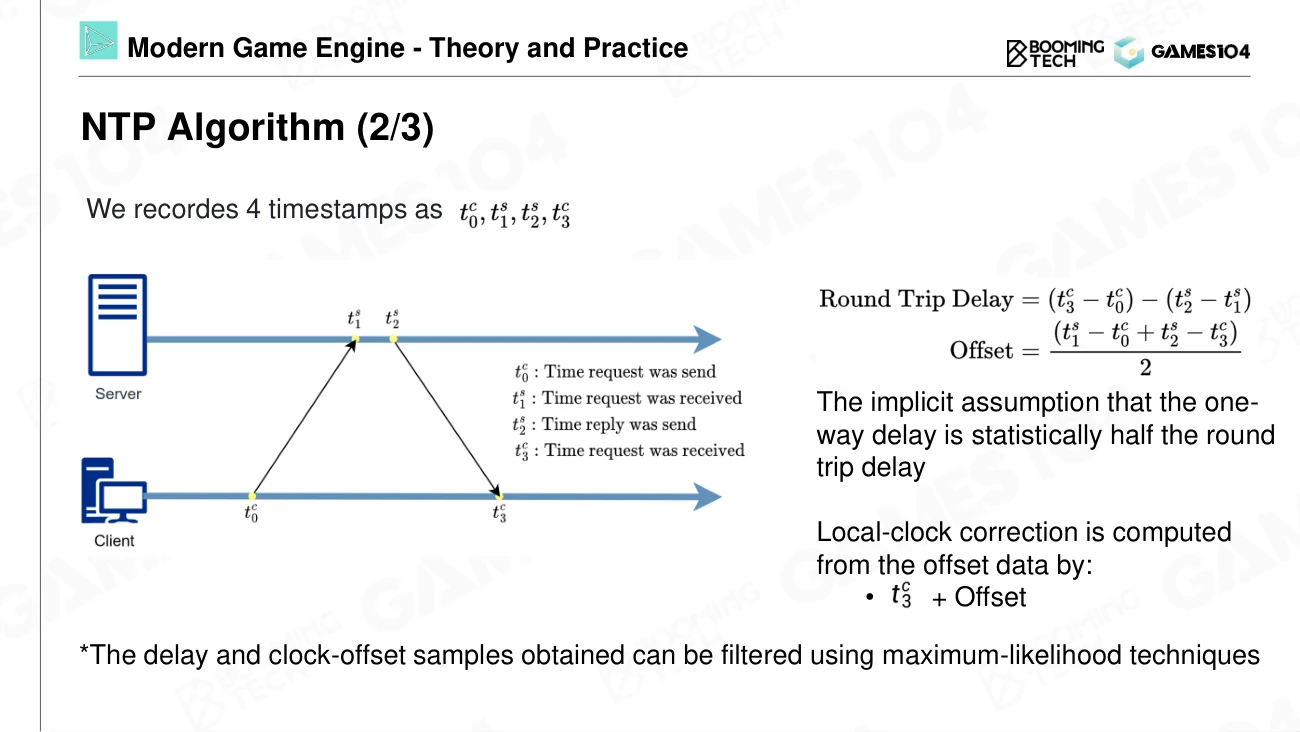 Modern Game Engine - Theory and Practice
BOOMING
TECH
GAMES104
NTP Algorithm (2/3)
We recordes 4 timestamps as t₀ᶜ, t₁ˢ, t₂ˢ, t₃ᶜ
t₁ˢ t₂ˢ
Server
t₀ᶜ : Time request was send
t₁ˢ : Time request was received
t₂ˢ : Time reply was send
t₃ᶜ : Time request was received
t₀ᶜ t₃ᶜ
Client
Round Trip Delay = (t₃ᶜ − t₀ᶜ) − (t₂ˢ − t₁ˢ)
Offset = (t₁ˢ − t₀ᶜ + t₂ˢ − t₃ᶜ) / 2
The implicit assumption that the one-
way delay is statistically half the round
trip delay
Local-clock correction is computed
from the offset data by:
• t₃ᶜ + Offset
*The delay and clock-offset samples obtained can be filtered using maximum-likelihood techniques